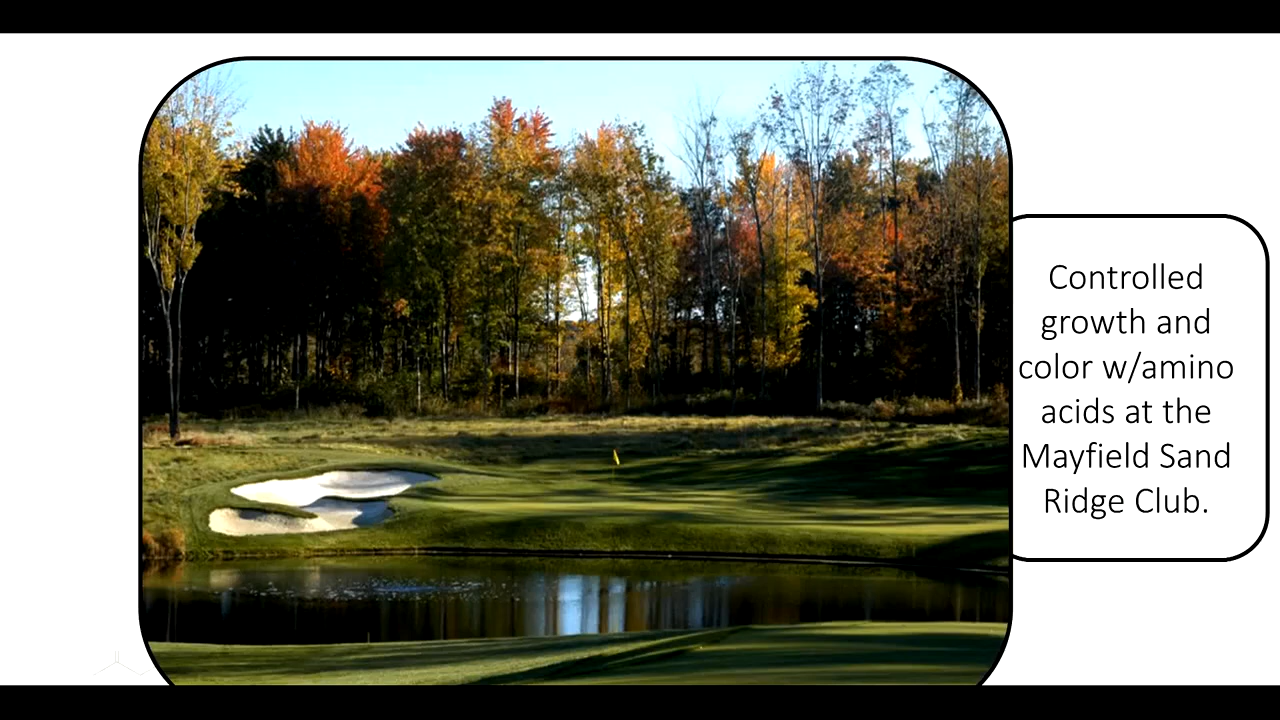 Controlled
growth and
color w/amino
acids at the
Mayfield Sand
Ridge Club.